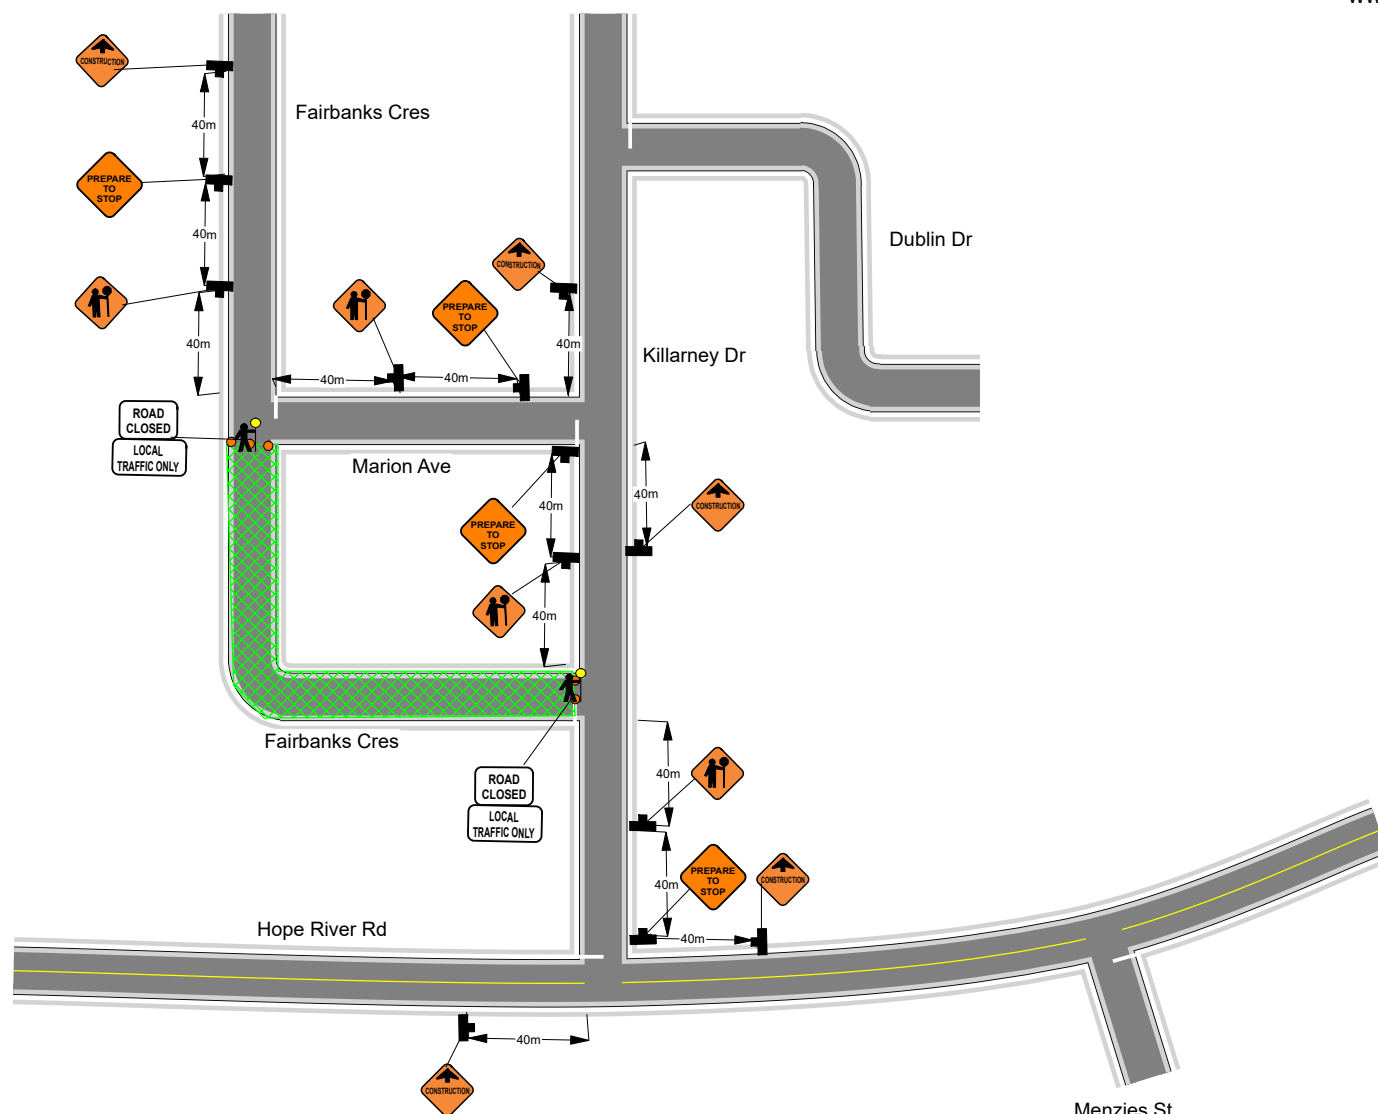 CONSTRUCTION
40m
Fairbanks Cres
PREPARE
TO
STOP
40m
Dublin Dr
CONSTRUCTION
PREPARE
TO
STOP
40m
40m
Killarney Dr
40m
40m
ROAD
CLOSED
LOCAL
TRAFFIC ONLY
Marion Ave
40m
40m
CONSTRUCTION
PREPARE
TO
STOP
40m
Fairbanks Cres
ROAD
CLOSED
LOCAL
TRAFFIC ONLY
40m
PREPARE
TO
STOP
CONSTRUCTION
40m
Hope River Rd
40m
40m
CONSTRUCTION
Menzies St